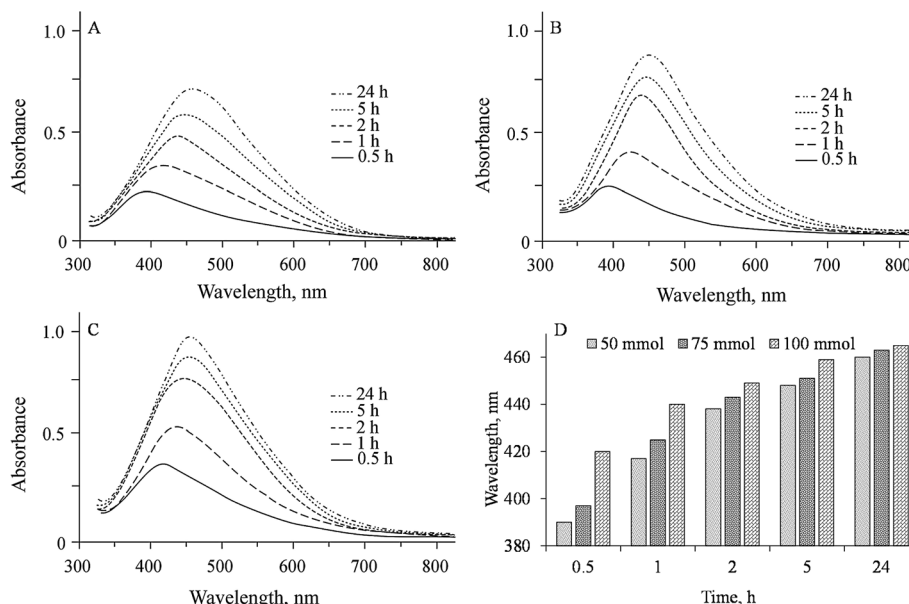 A
1.0
0.5
0
Absorbance
24 h
5 h
2 h
1 h
0.5 h
300 400 500 600 700 800
Wavelength, nm
B
1.0
0.5
0
Absorbance
24 h
5 h
2 h
1 h
0.5 h
300 400 500 600 700 800
Wavelength, nm
C
1.0
0.5
0
Absorbance
24 h
5 h
2 h
1 h
0.5 h
300 400 500 600 700 800
Wavelength, nm
D
50 mmol 75 mmol 100 mmol
460
440
420
400
380
Wavelength, nm
0.5 1 2 5 24
Time, h